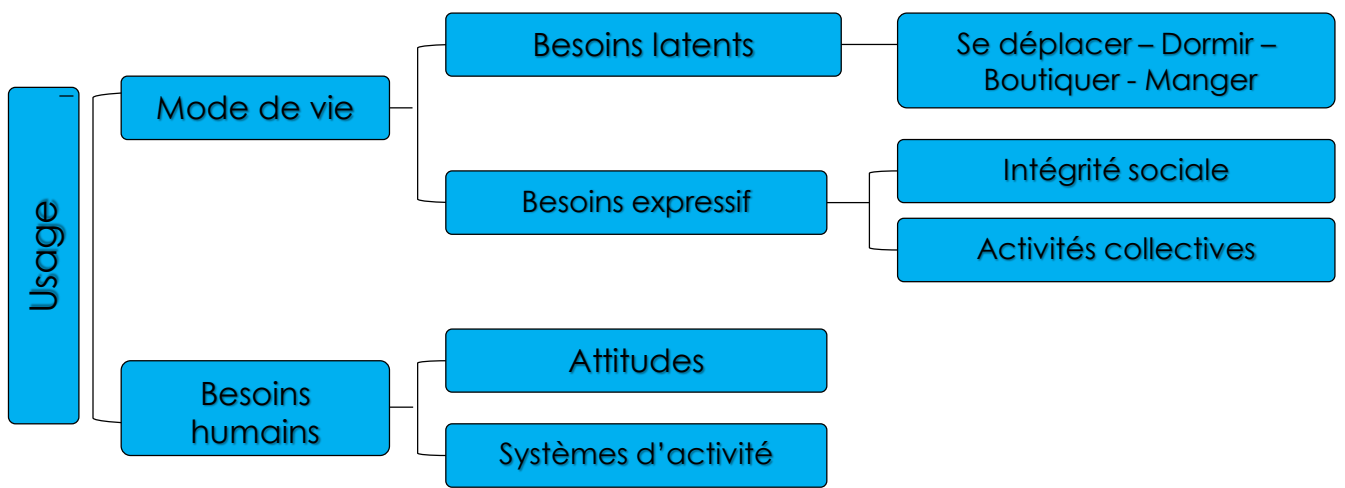 Usage
Mode de vie
Besoins latents
Se déplacer – Dormir –
Boutiquer - Manger
Besoins expressif
Intégrité sociale
Activités collectives
Besoins
humains
Attitudes
Systèmes d’activité